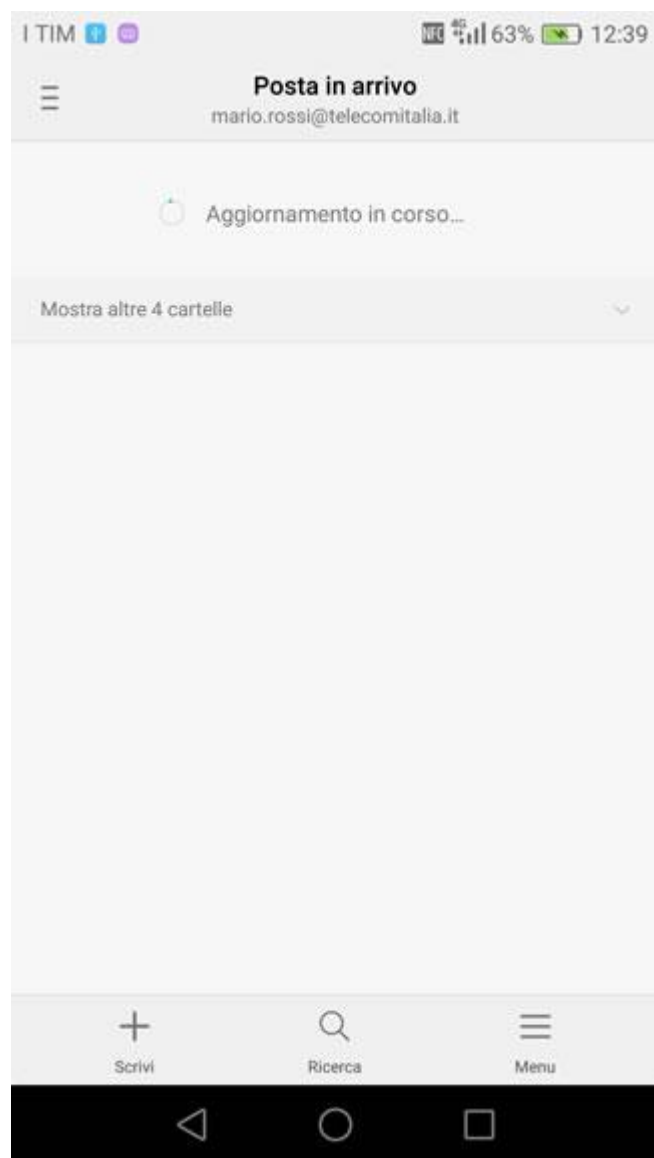 I TIM 4G 63% 12:39
Posta in arrivo
mario.rossi@telecomitalia.it
Aggiornamento in corso...
Mostra altre 4 cartelle
Scrivi Ricerca Menu